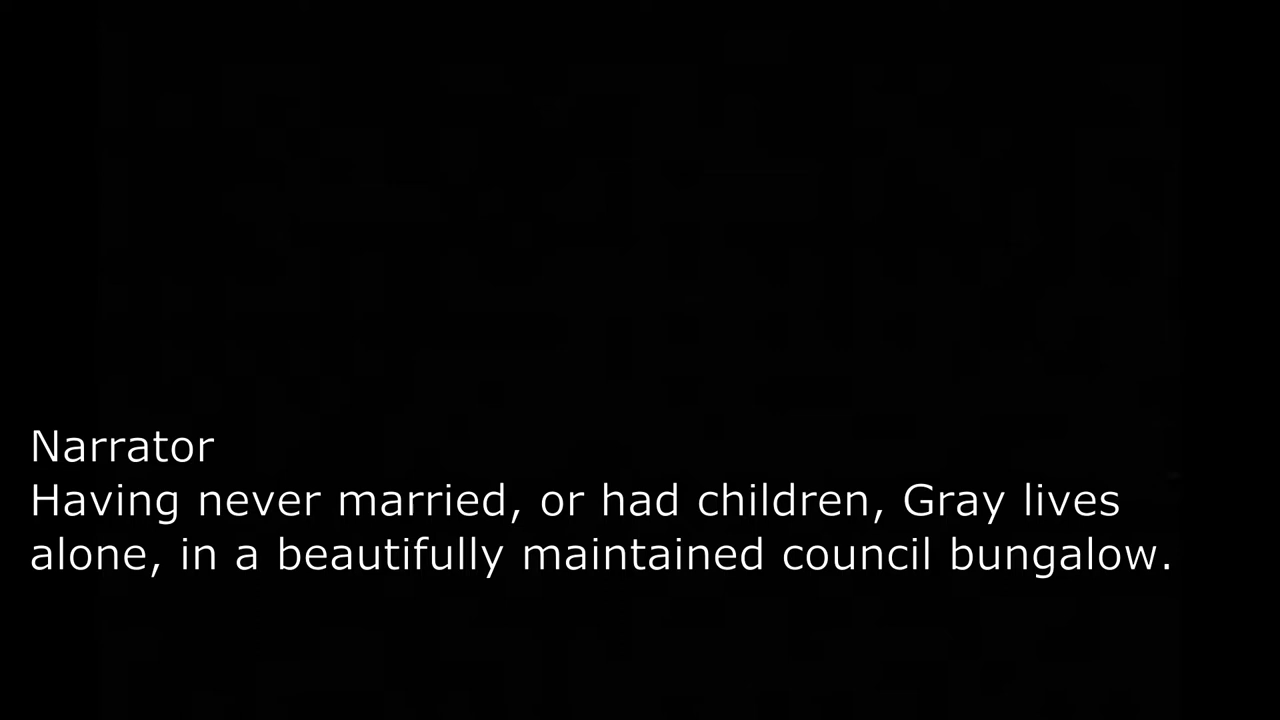 Narrator
Having never married, or had children, Gray lives
alone, in a beautifully maintained council bungalow.